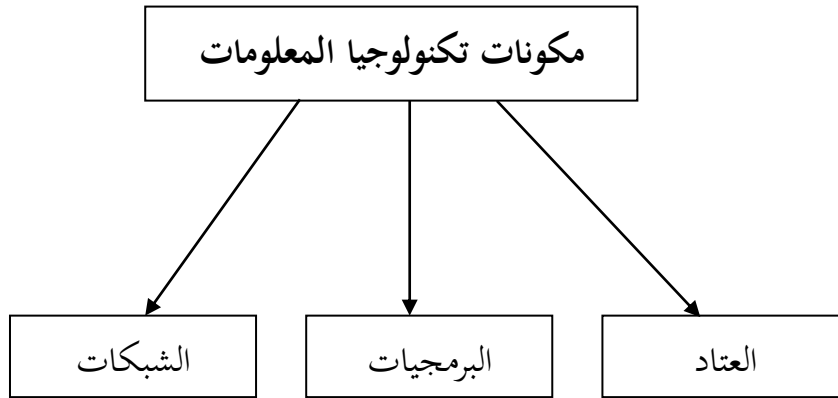 مكونات تكنولوجيا المعلومات
العتاد
البرمجيات
الشبكات